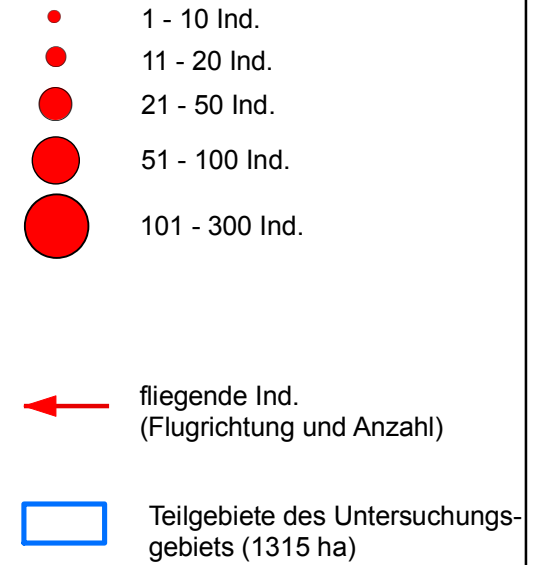 1 - 10 Ind.
11 - 20 Ind.
21 - 50 Ind.
51 - 100 Ind.
101 - 300 Ind.
fliegende Ind.
(Flugrichtung und Anzahl)
Teilgebiete des Untersuchungs-
gebiets (1315 ha)